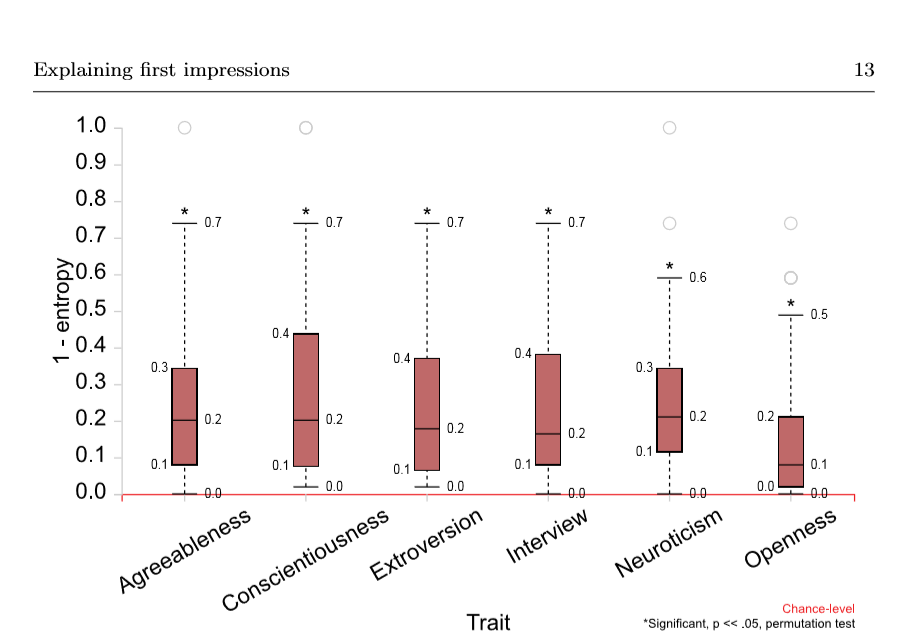 Explaining first impressions 13
1.0
0.9
0.8
0.7
0.6
0.5
0.4
0.3
0.2
0.1
0.0
1 - entropy
* 0.7 0.3 0.2 0.1 0.0
* 0.7 0.4 0.2 0.1 0.0
* 0.7 0.4 0.2 0.1 0.0
* 0.7 0.4 0.2 0.1 0.0
* 0.6 0.3 0.2 0.1 0.0
* 0.5 0.2 0.1 0.0 0.0
Agreeableness
Conscientiousness
Extroversion
Interview
Neuroticism
Openness
Trait
Chance-level
*Significant, p << .05, permutation test